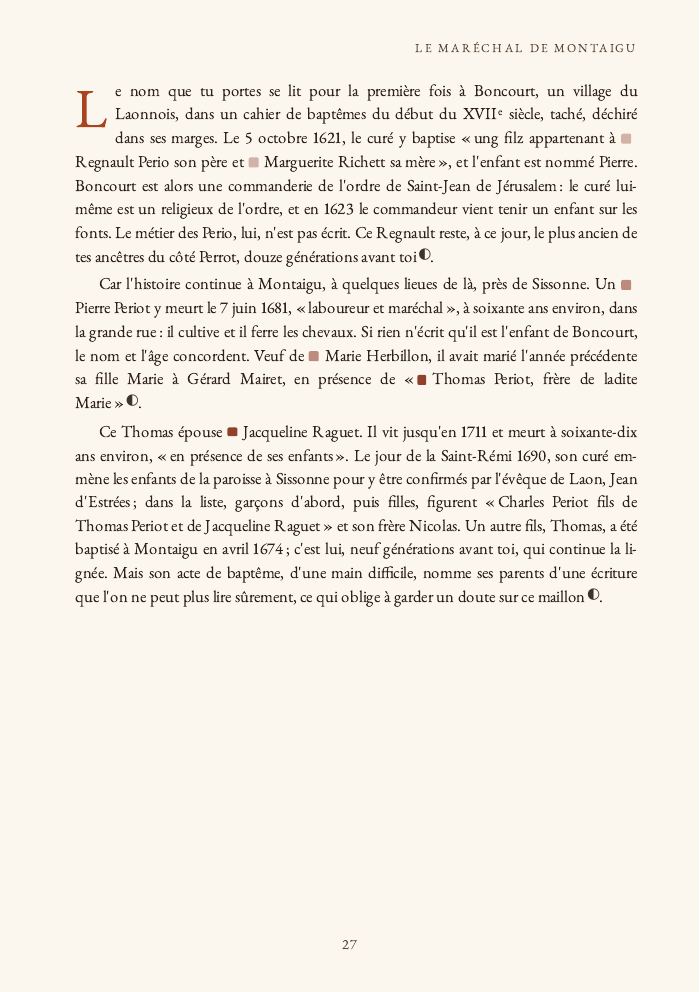 LE MARÉCHAL DE MONTAIGU
Le nom que tu portes se lit pour la première fois à Boncourt, un village du
Laonnois, dans un cahier de baptêmes du début du XVIIe siècle, taché, déchiré
dans ses marges. Le 5 octobre 1621, le curé y baptise « ung filz appartenant à
Regnault Perio son père et Marguerite Richett sa mère », et l'enfant est nommé Pierre.
Boncourt est alors une commanderie de l'ordre de Saint-Jean de Jérusalem : le curé lui-
même est un religieux de l'ordre, et en 1623 le commandeur vient tenir un enfant sur les
fonts. Le métier des Perio, lui, n'est pas écrit. Ce Regnault reste, à ce jour, le plus ancien de
tes ancêtres du côté Perrot, douze générations avant toi ◐.
Car l'histoire continue à Montaigu, à quelques lieues de là, près de Sissonne. Un
Pierre Periot y meurt le 7 juin 1681, « laboureur et maréchal », à soixante ans environ, dans
la grande rue : il cultive et il ferre les chevaux. Si rien n'écrit qu'il est l'enfant de Boncourt,
le nom et l'âge concordent. Veuf de Marie Herbillon, il avait marié l'année précédente
sa fille Marie à Gérard Mairet, en présence de « Thomas Periot, frère de ladite
Marie » ◐.
Ce Thomas épouse Jacqueline Raguet. Il vit jusqu'en 1711 et meurt à soixante-dix
ans environ, « en présence de ses enfants ». Le jour de la Saint-Rémi 1690, son curé em-
mène les enfants de la paroisse à Sissonne pour y être confirmés par l'évêque de Laon, Jean
d'Estrées ; dans la liste, garçons d'abord, puis filles, figurent « Charles Periot fils de
Thomas Periot et de Jacqueline Raguet » et son frère Nicolas. Un autre fils, Thomas, a été
baptisé à Montaigu en avril 1674 ; c'est lui, neuf générations avant toi, qui continue la li-
gnée. Mais son acte de baptême, d'une main difficile, nomme ses parents d'une écriture
que l'on ne peut plus lire sûrement, ce qui oblige à garder un doute sur ce maillon ◐.
27